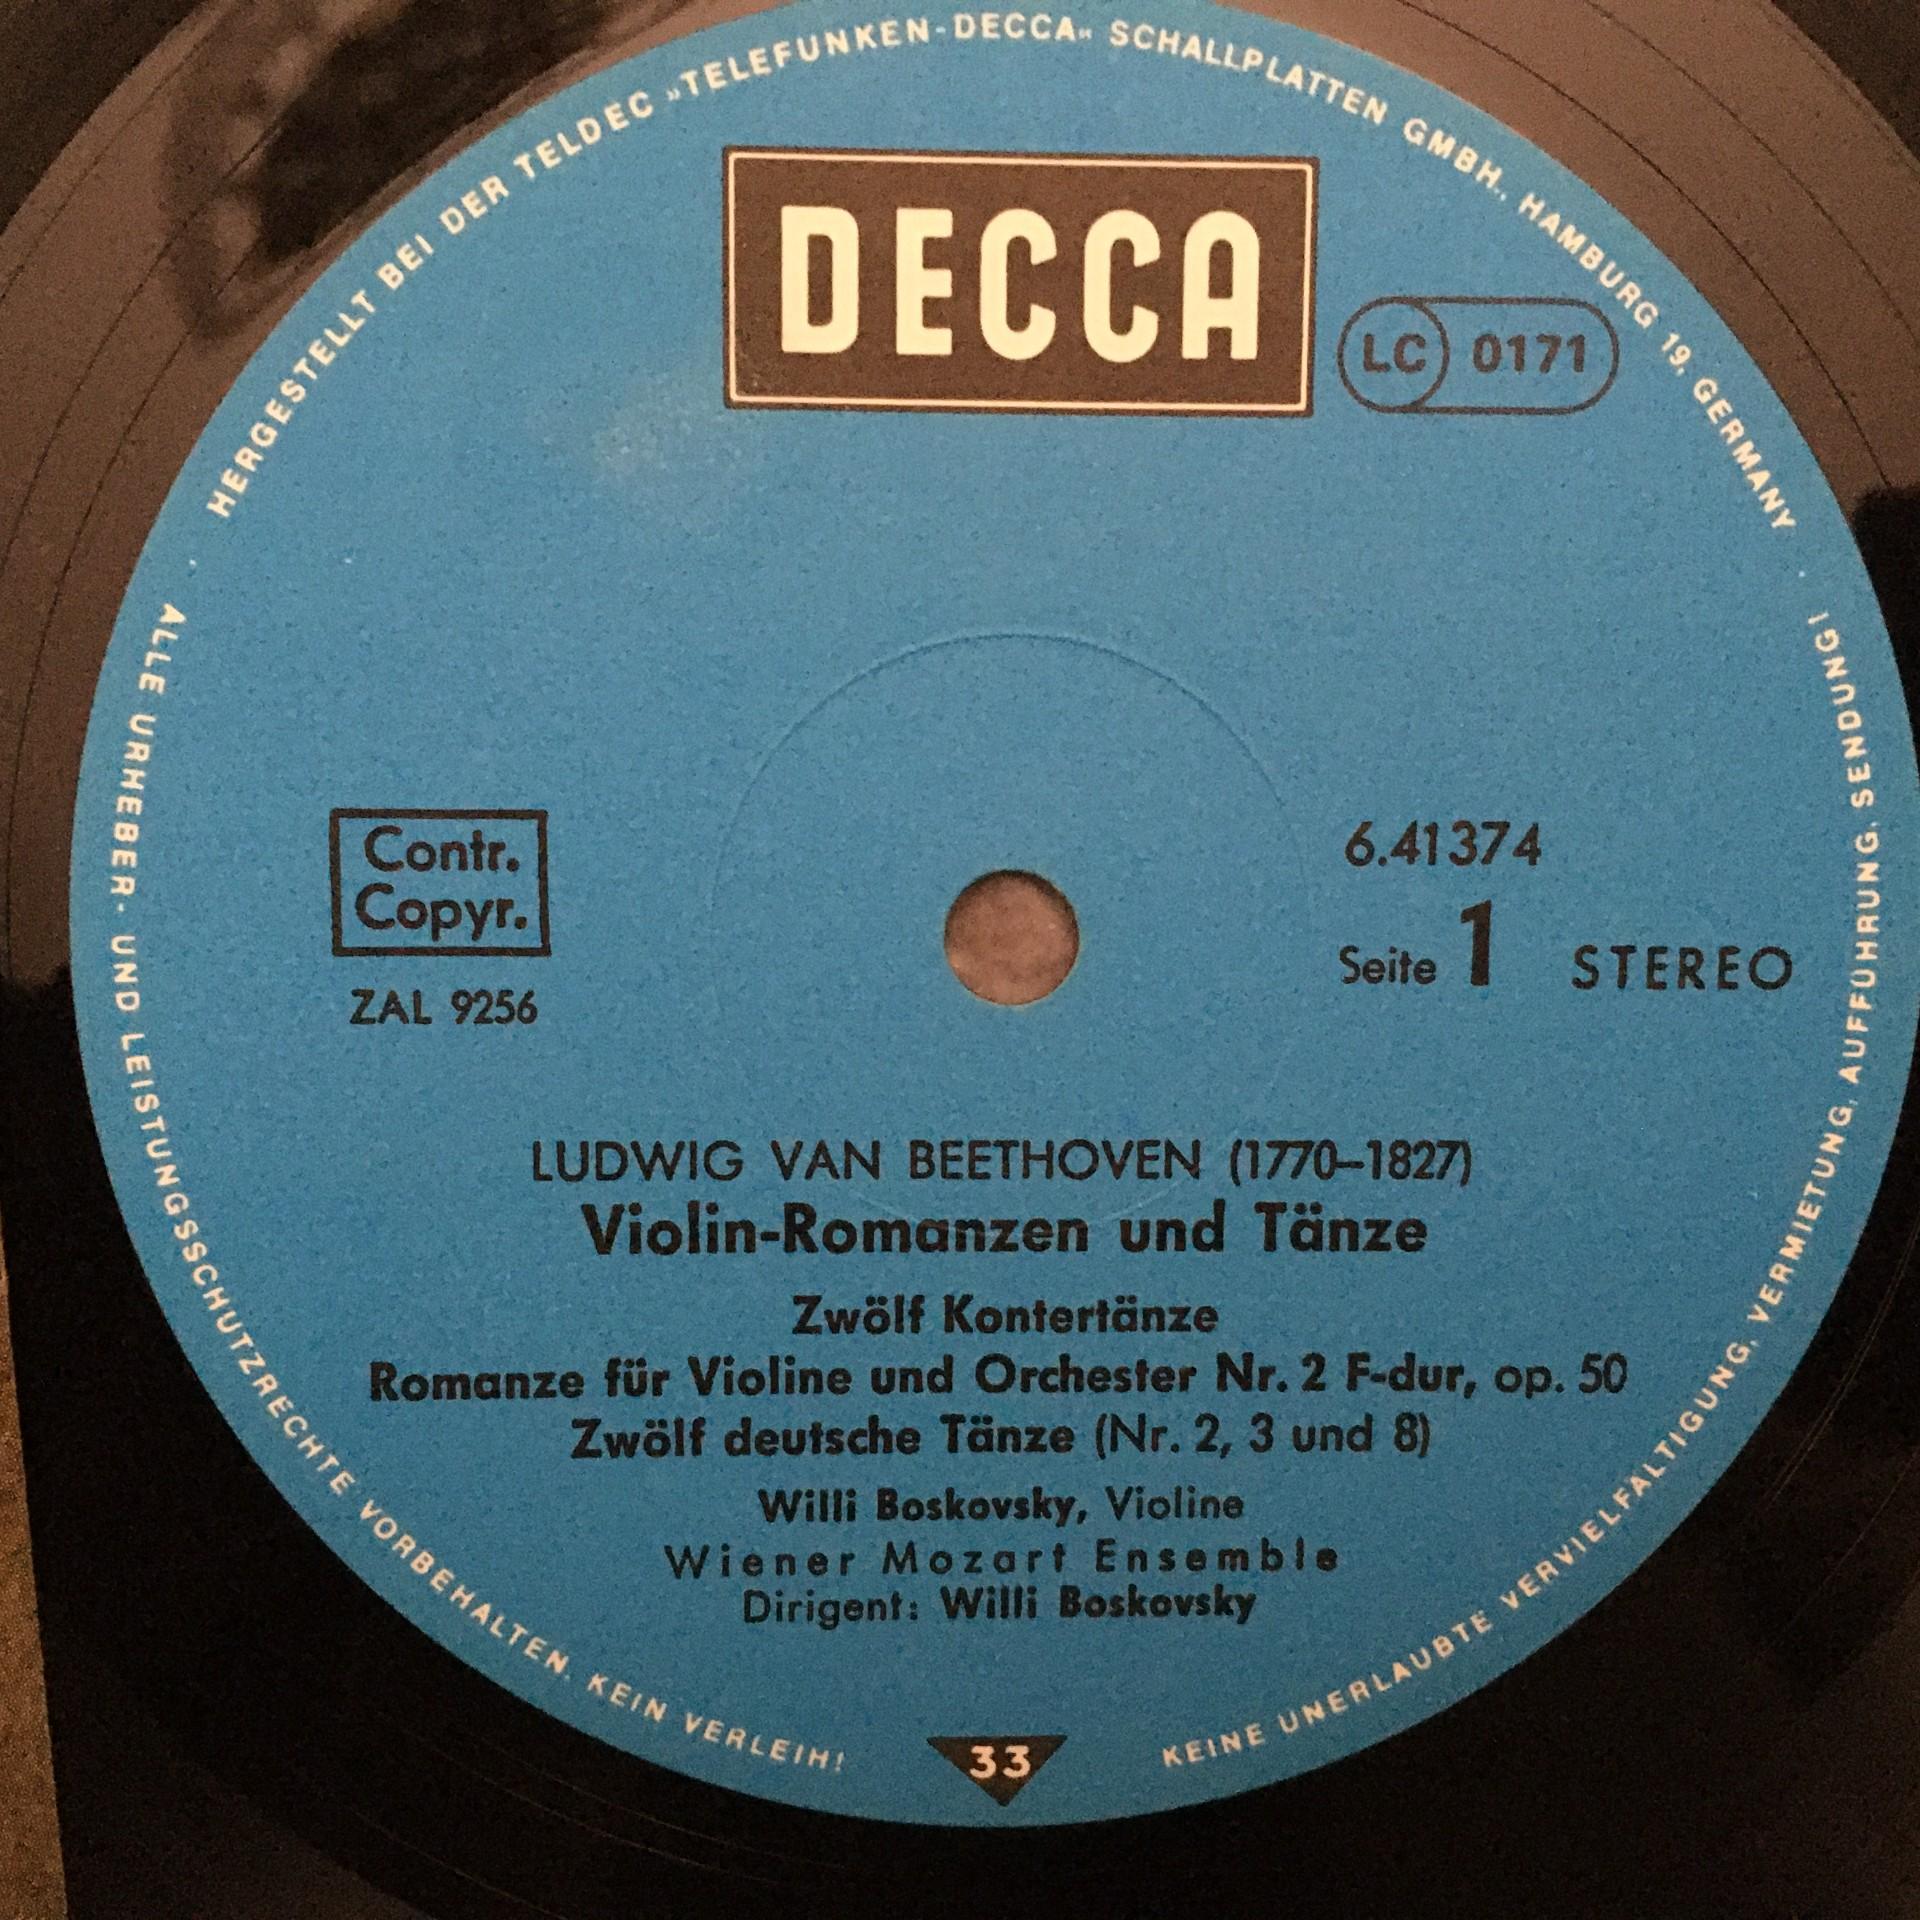 HERGESTELLT BEI DER TELDEC »TELEFUNKEN-DECCA« SCHALLPLATTEN GMBH., HAMBURG 19, GERMANY
DECCA
LC 0171
Contr.
Copyr.
ZAL 9256
6.41374
Seite 1 STEREO
LUDWIG VAN BEETHOVEN (1770–1827)
Violin-Romanzen und Tänze
Zwölf Kontertänze
Romanze für Violine und Orchester Nr. 2 F-dur, op. 50
Zwölf deutsche Tänze (Nr. 2, 3 und 8)
Willi Boskovsky, Violine
Wiener Mozart Ensemble
Dirigent: Willi Boskovsky
33
ALLE URHEBER- UND LEISTUNGSSCHUTZRECHTE VORBEHALTEN. KEIN VERLEIH!
KEINE UNERLAUBTE VERVIELFÄLTIGUNG, VERMIETUNG, AUFFÜHRUNG, SENDUNG!